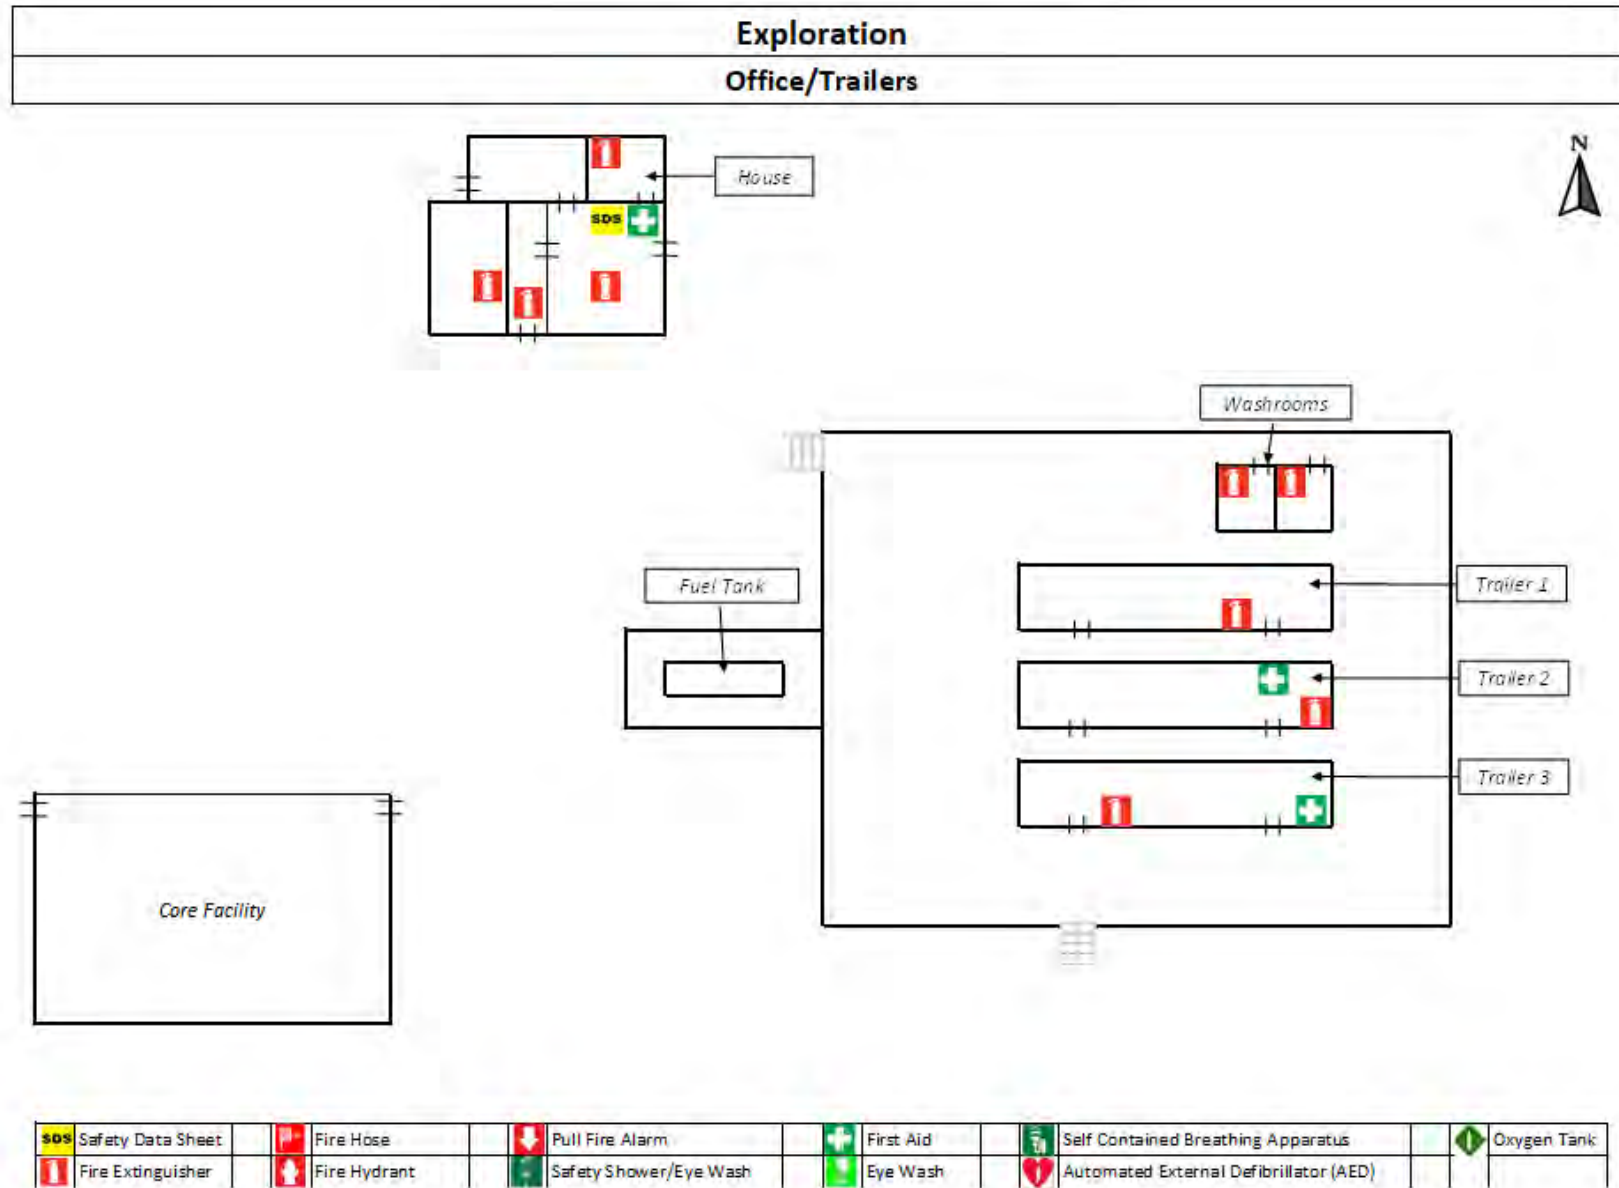 Exploration
Office/Trailers
N
House
SDS
Washrooms
Fuel Tank
Trailer 1
Trailer 2
Trailer 3
Core Facility
SDS Safety Data Sheet Fire Hose Pull Fire Alarm First Aid Self Contained Breathing Apparatus Oxygen Tank
Fire Extinguisher Fire Hydrant Safety Shower/Eye Wash Eye Wash Automated External Defibrillator (AED)